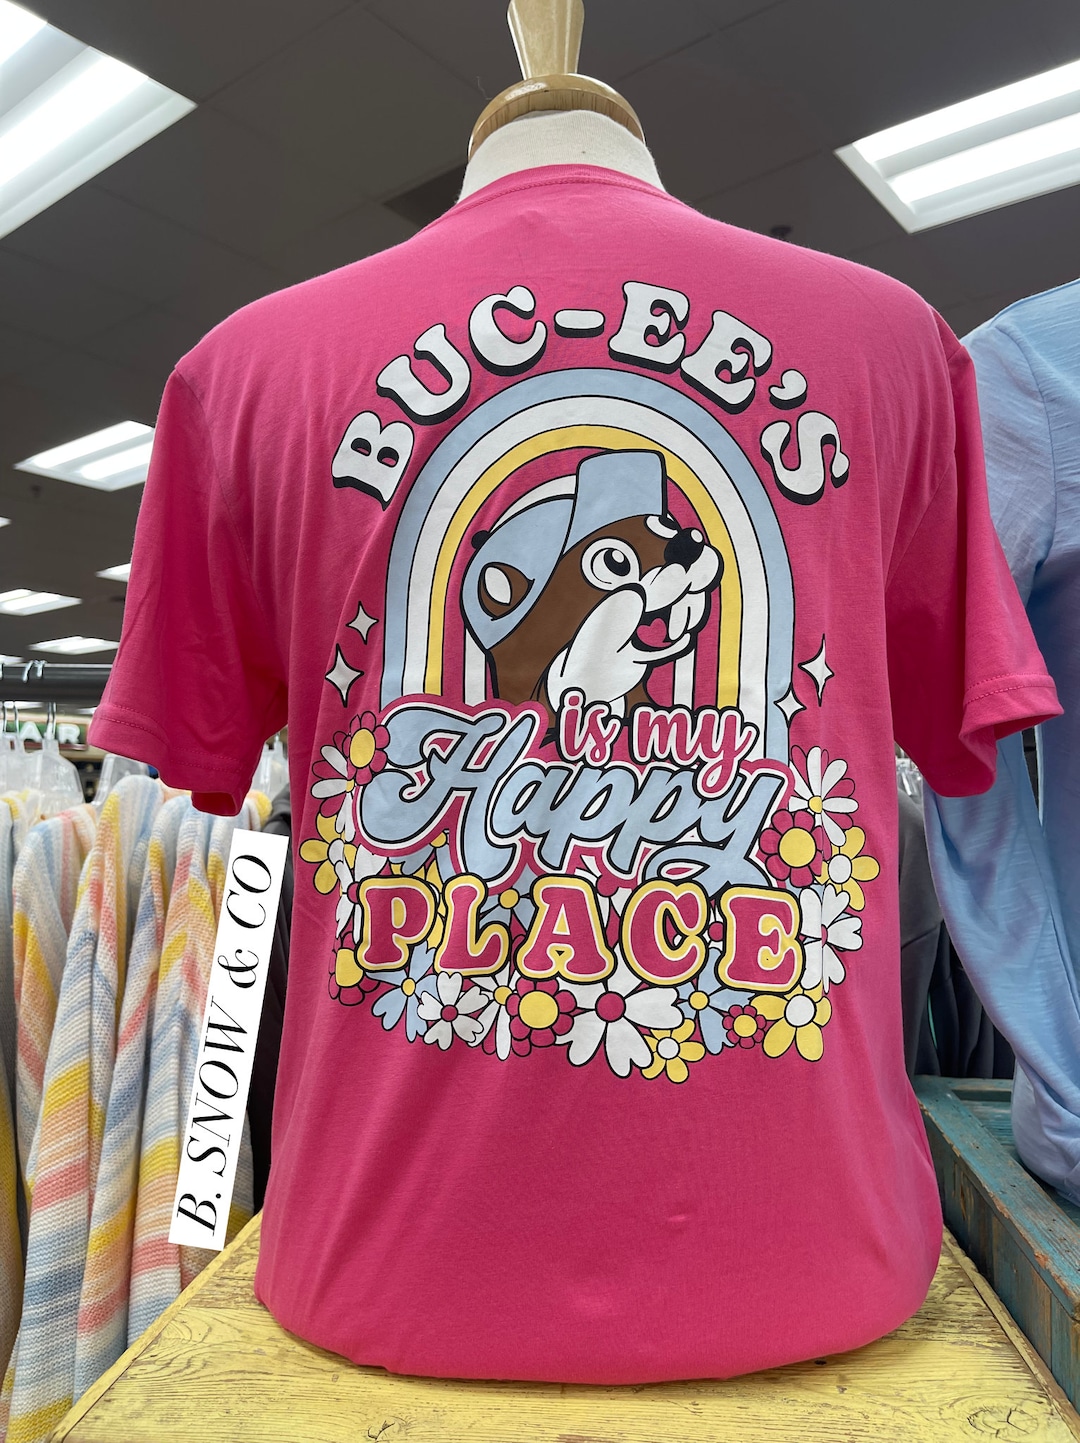 BUC-EE'S
is my
Happy
PLACE
B. SNOW & CO